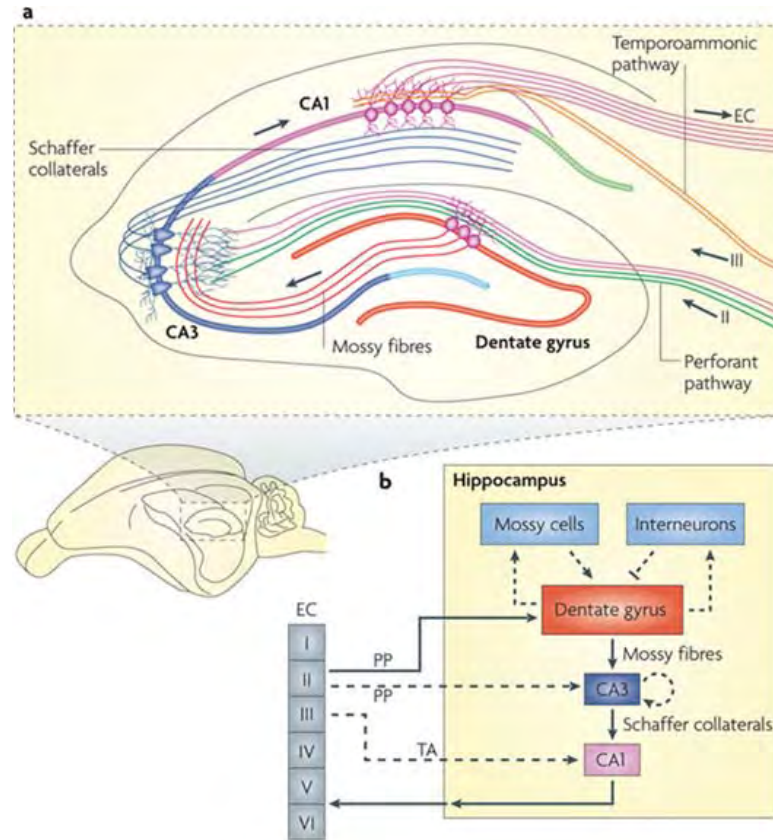 a
Temporoammonic
pathway
CA1
EC
Schaffer
collaterals
III
II
CA3
Mossy fibres
Dentate gyrus
Perforant
pathway
b
Hippocampus
Mossy cells
Interneurons
EC
Dentate gyrus
I
PP
Mossy fibres
II
PP
CA3
III
Schaffer collaterals
IV
TA
CA1
V
VI